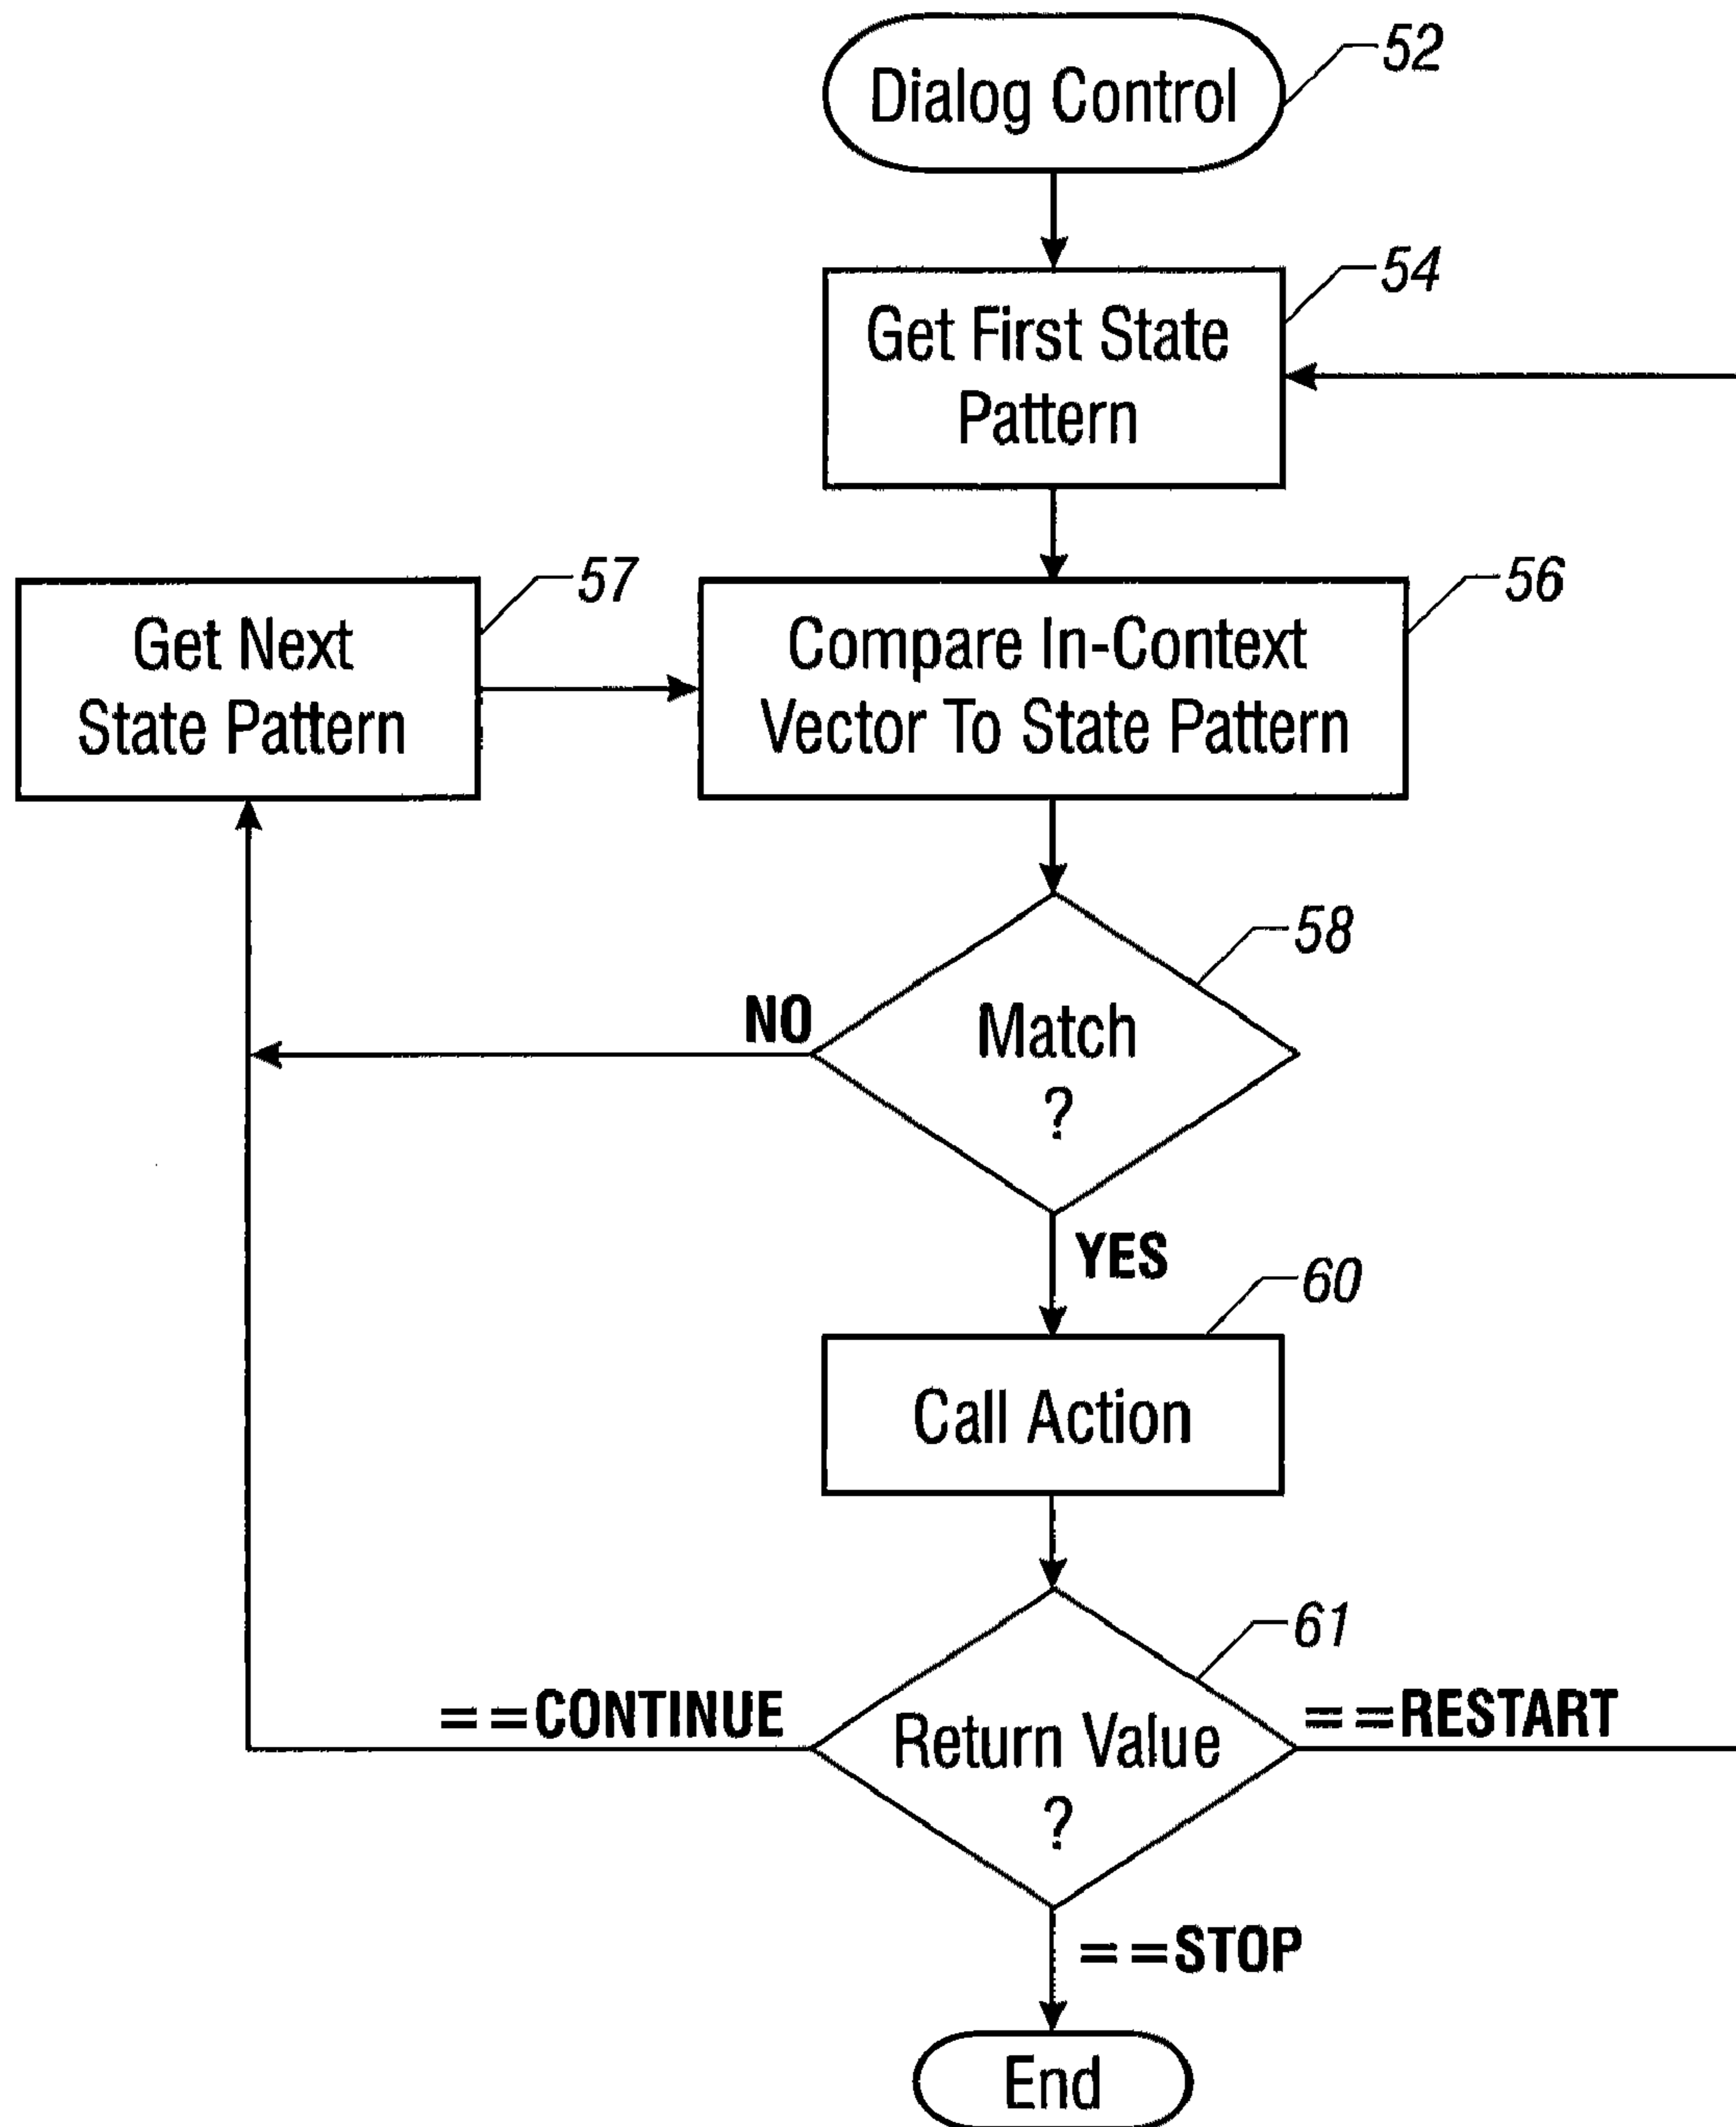 Dialog Control
52
Get First State
Pattern
54
Get Next
State Pattern
57
Compare In-Context
Vector To State Pattern
56
Match
?
58
NO
YES
Call Action
60
Return Value
?
61
==CONTINUE
==RESTART
==STOP
End